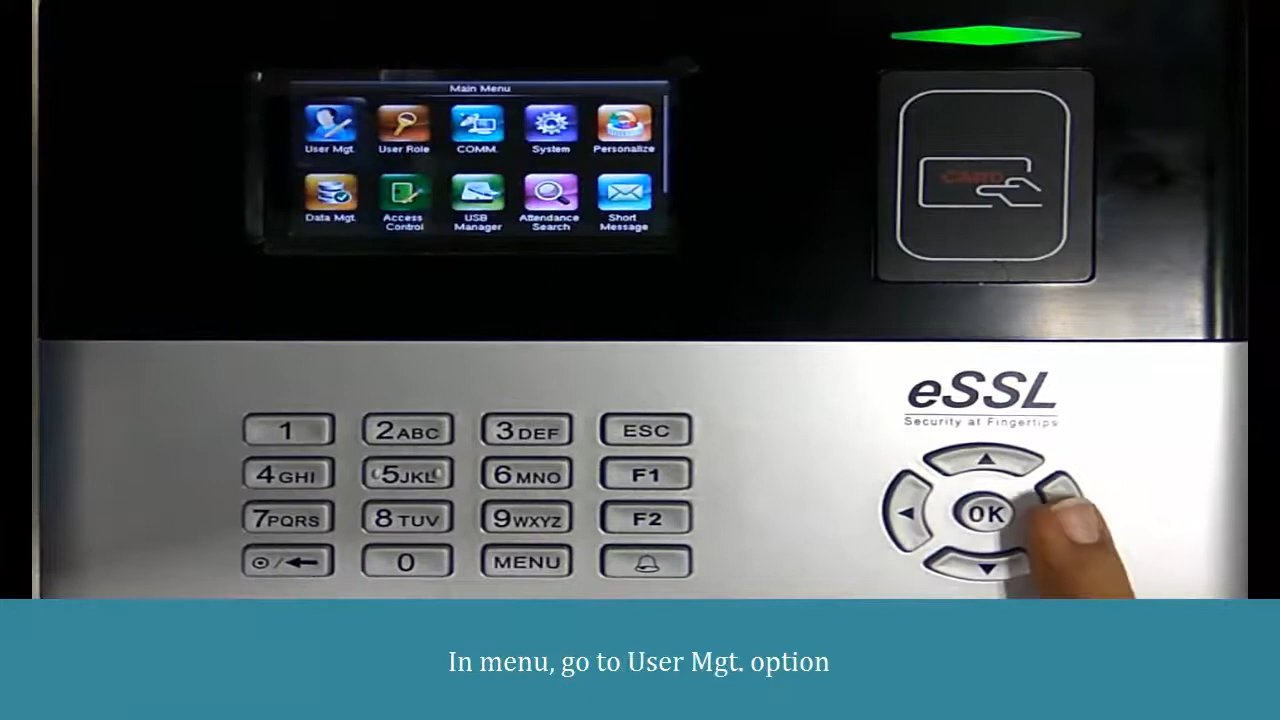 Main Menu
User Mgt. User Role COMM. System Personalize
Data Mgt. Access Control USB Manager Attendance Search Short Message
CARD
eSSL
Security at Fingertips
1 2ABC 3DEF ESC
4GHI 5JKL 6MNO F1
7PQRS 8TUV 9WXYZ F2
0 MENU
OK
In menu, go to User Mgt. option